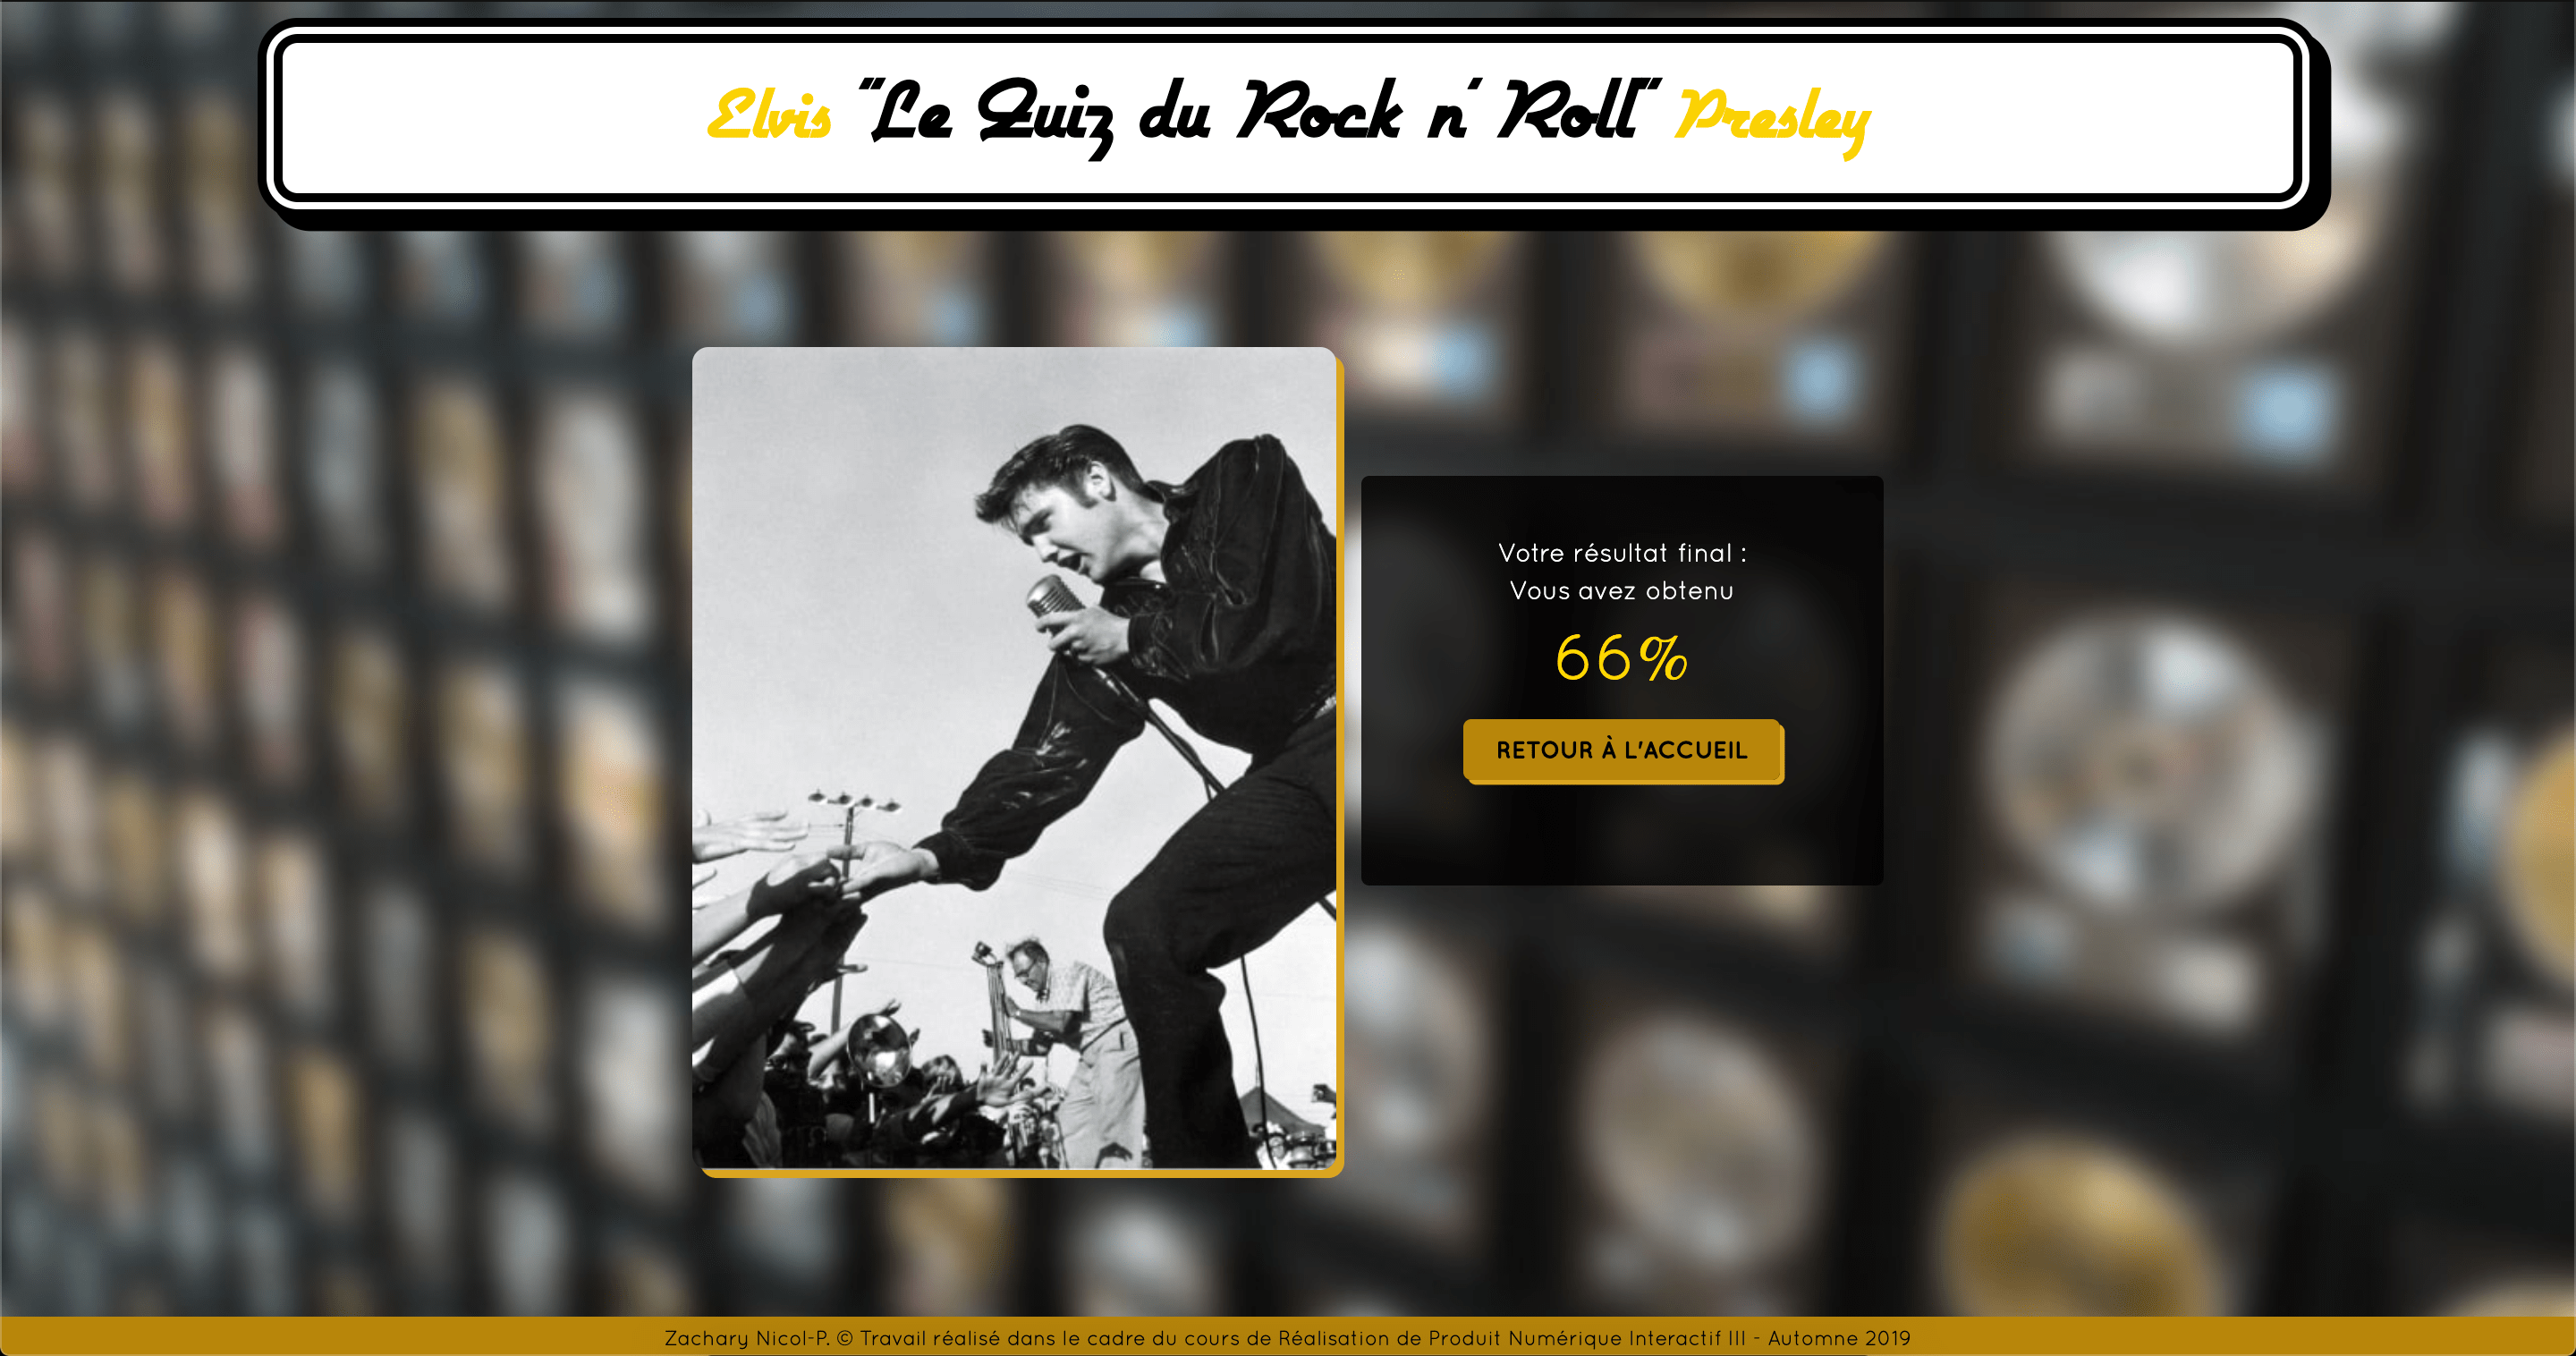 Elvis "Le Quiz du Rock n' Roll" Presley
Votre résultat final :
Vous avez obtenu
66%
RETOUR À L'ACCUEIL
Zachary Nicol-P. © Travail réalisé dans le cadre du cours de Réalisation de Produit Numérique Interactif III - Automne 2019